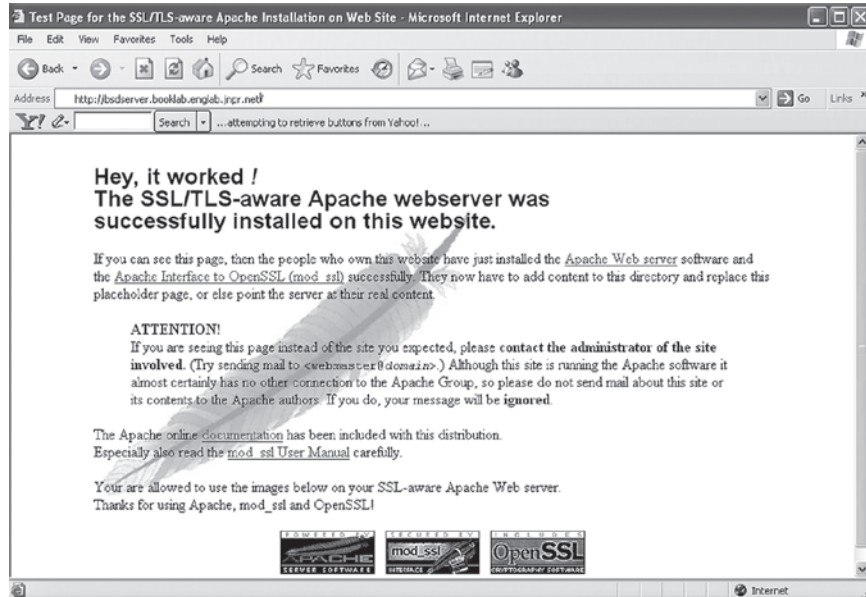 Test Page for the SSL/TLS-aware Apache Installation on Web Site - Microsoft Internet Explorer
File Edit View Favorites Tools Help
Back Search Favorites
Address http://bsdserver.booklab.englab.jnpr.net/ Go Links »
Y! Search ...attempting to retrieve buttons from Yahoo!...
Hey, it worked !
The SSL/TLS-aware Apache webserver was
successfully installed on this website.
If you can see this page, then the people who own this website have just installed the Apache Web server software and
the Apache Interface to OpenSSL (mod_ssl) successfully. They now have to add content to this directory and replace this
placeholder page, or else point the server at their real content.
ATTENTION!
If you are seeing this page instead of the site you expected, please contact the administrator of the site
involved. (Try sending mail to <webmaster@domain>.) Although this site is running the Apache software it
almost certainly has no other connection to the Apache Group, so please do not send mail about this site or
its contents to the Apache authors. If you do, your message will be ignored.
The Apache online documentation has been included with this distribution.
Especially also read the mod_ssl User Manual carefully.
Your are allowed to use the images below on your SSL-aware Apache Web server.
Thanks for using Apache, mod_ssl and OpenSSL!
POWERED BY APACHE SERVER SOFTWARE
SECURED BY mod_ssl INTERFACE
INCLUDES OpenSSL CRYPTOGRAPHY SOFTWARE
Internet